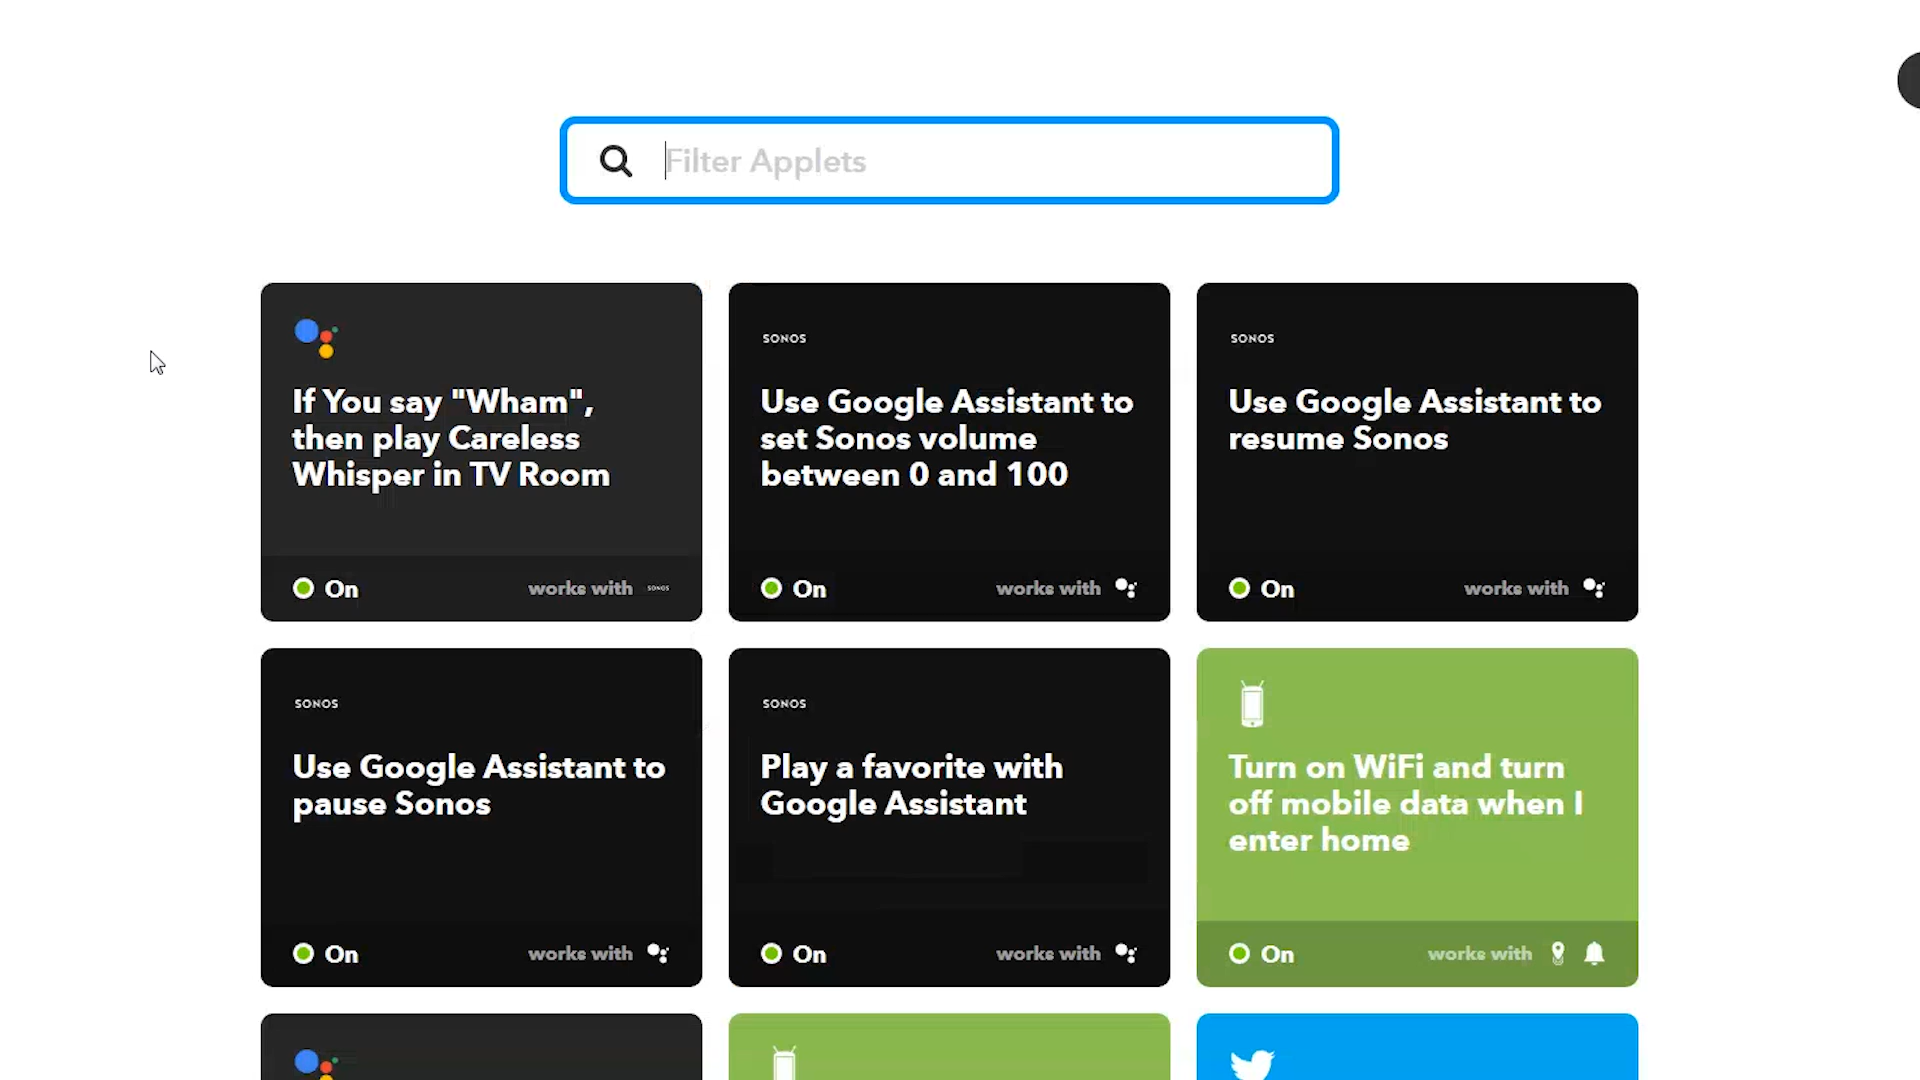 Filter Applets
If You say "Wham",
then play Careless
Whisper in TV Room
On
works with
SONOS
SONOS
Use Google Assistant to
set Sonos volume
between 0 and 100
On
works with
SONOS
Use Google Assistant to
resume Sonos
On
works with
SONOS
Use Google Assistant to
pause Sonos
On
works with
SONOS
Play a favorite with
Google Assistant
On
works with
Turn on WiFi and turn
off mobile data when I
enter home
On
works with